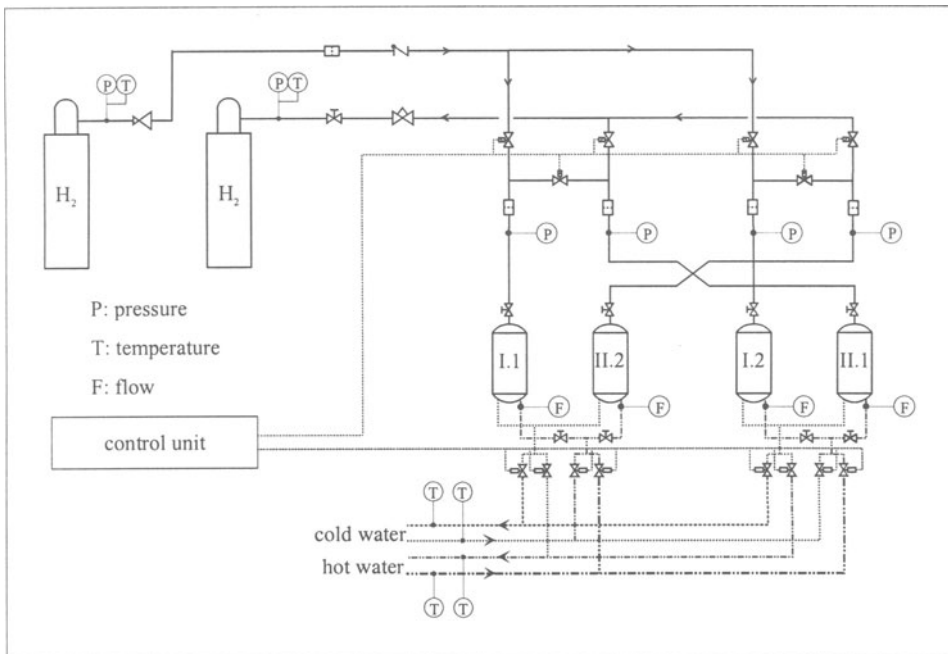 P T
P T
H₂
H₂
P
P
P
P
P: pressure
T: temperature
F: flow
I.1
II.2
I.2
II.1
F
F
F
F
control unit
T
T
cold water
hot water
T
T